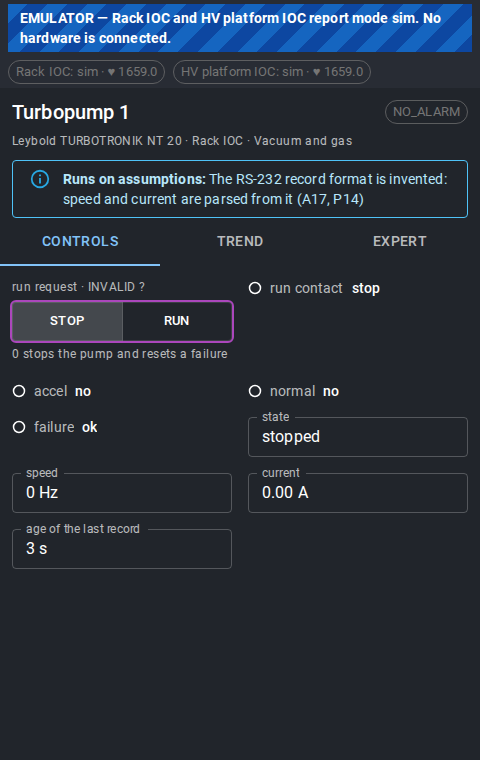 EMULATOR — Rack IOC and HV platform IOC report mode sim. No
hardware is connected.
Rack IOC: sim · ♥ 1659.0
HV platform IOC: sim · ♥ 1659.0
Turbopump 1
NO_ALARM
Leybold TURBOTRONIK NT 20 · Rack IOC · Vacuum and gas
Runs on assumptions: The RS-232 record format is invented:
speed and current are parsed from it (A17, P14)
CONTROLS
TREND
EXPERT
run request · INVALID ?
run contact stop
STOP
RUN
0 stops the pump and resets a failure
accel no
normal no
failure ok
state
stopped
speed
0 Hz
current
0.00 A
age of the last record
3 s